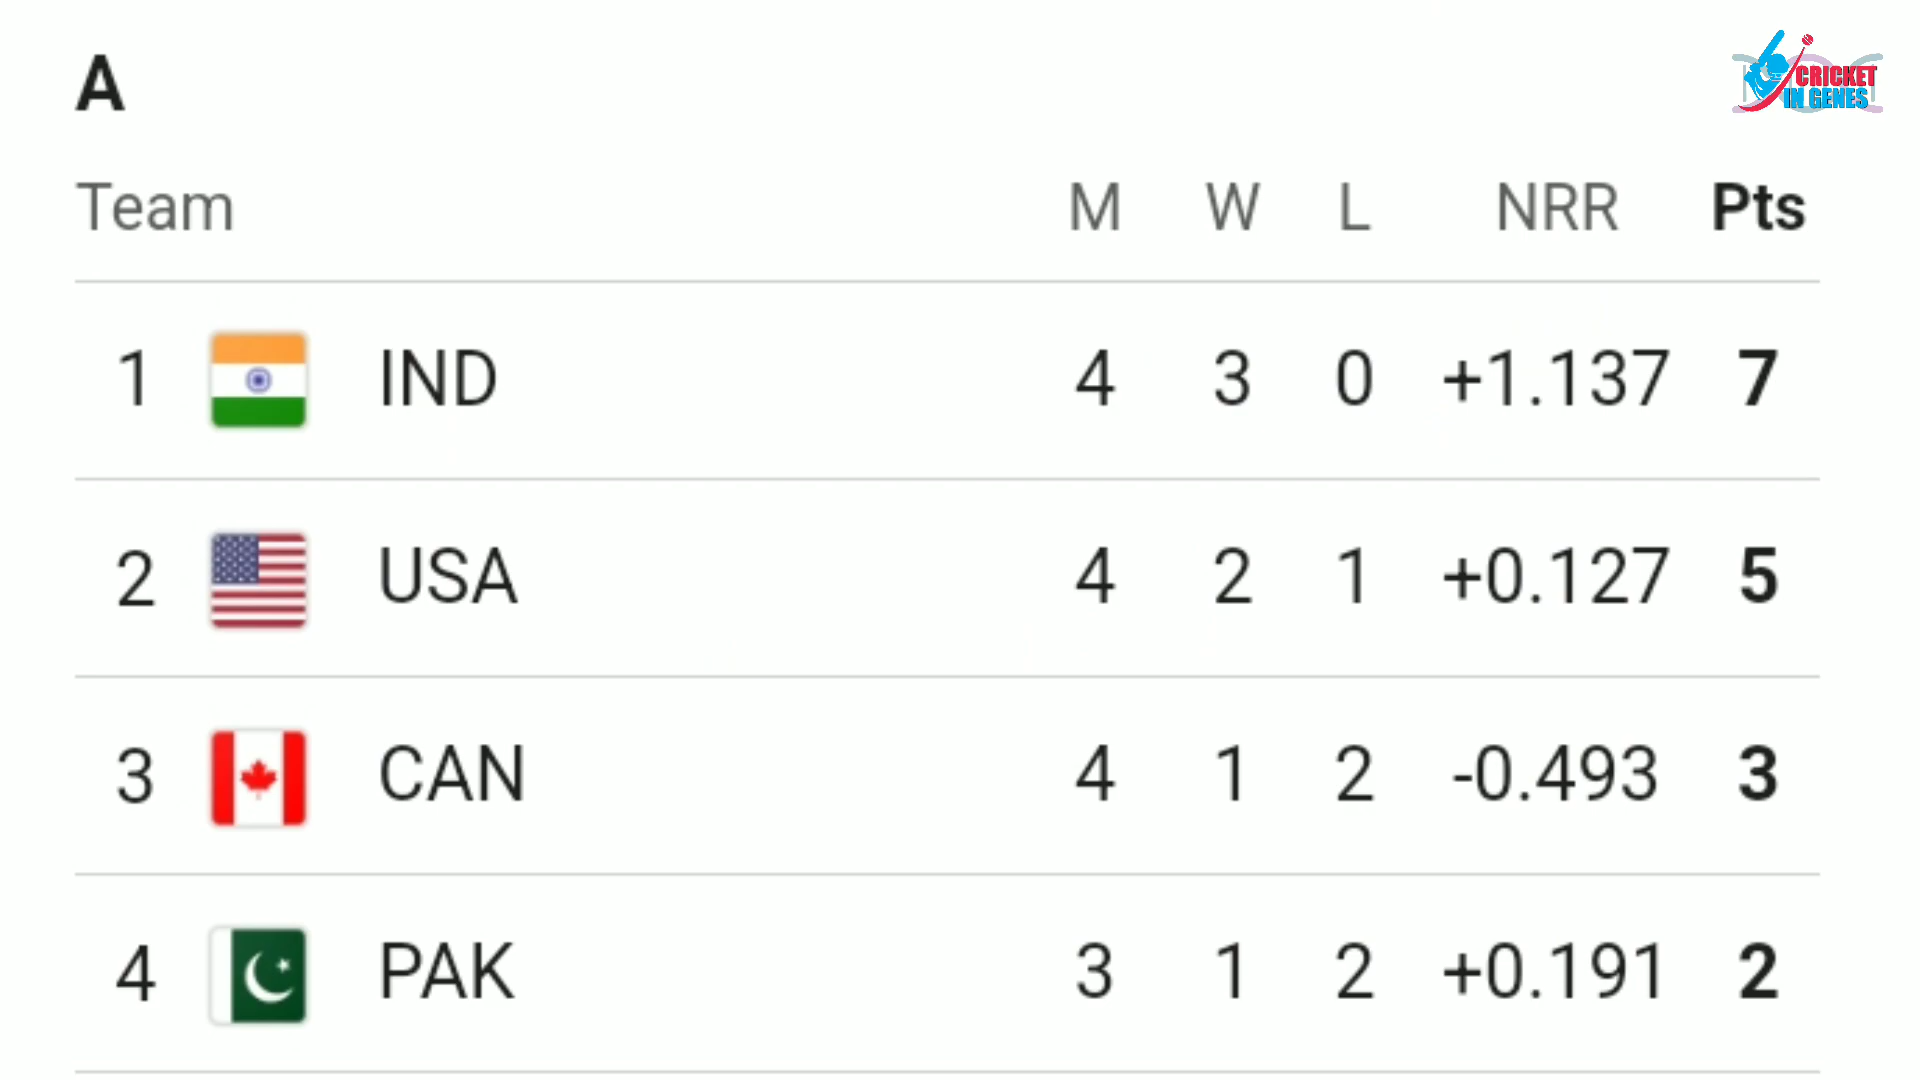 A
CRICKET
IN GENES
Team M W L NRR Pts
1 IND 4 3 0 +1.137 7
2 USA 4 2 1 +0.127 5
3 CAN 4 1 2 -0.493 3
4 PAK 3 1 2 +0.191 2